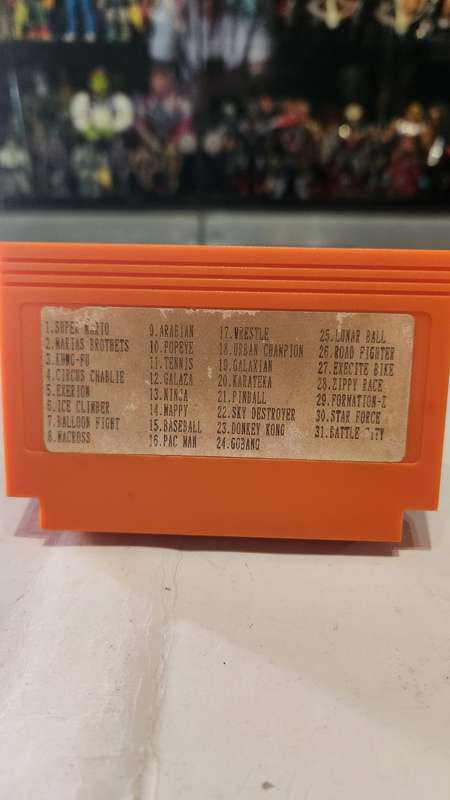 1.SUPER MARIO
2.MARIAS BROTHETS
3.KUNG-FU
4.CIRCUS CHARLIE
5.EXERION
6.ICE CLIMBER
7.BALLOON FIGHT
8.MACROSS
9.ARABIAN
10.POPEYE
11.TENNIS
12.GALAZA
13.NINJA
14.MAPPY
15.BASEBALL
16.PAC MAN
17.WRESTLE
18.URBAN CHAMPION
19.GALAXIAN
20.KARATEKA
21.PINBALL
22.SKY DESTROYER
23.DONKEY KONG
24.GOBANG
25.LUNAR BALL
26.ROAD FIGHTER
27.EXECITE BIKE
28.ZIPPY RACE
29.FORMATION-Z
30.STAR FORCE
31.BATTLE CITY